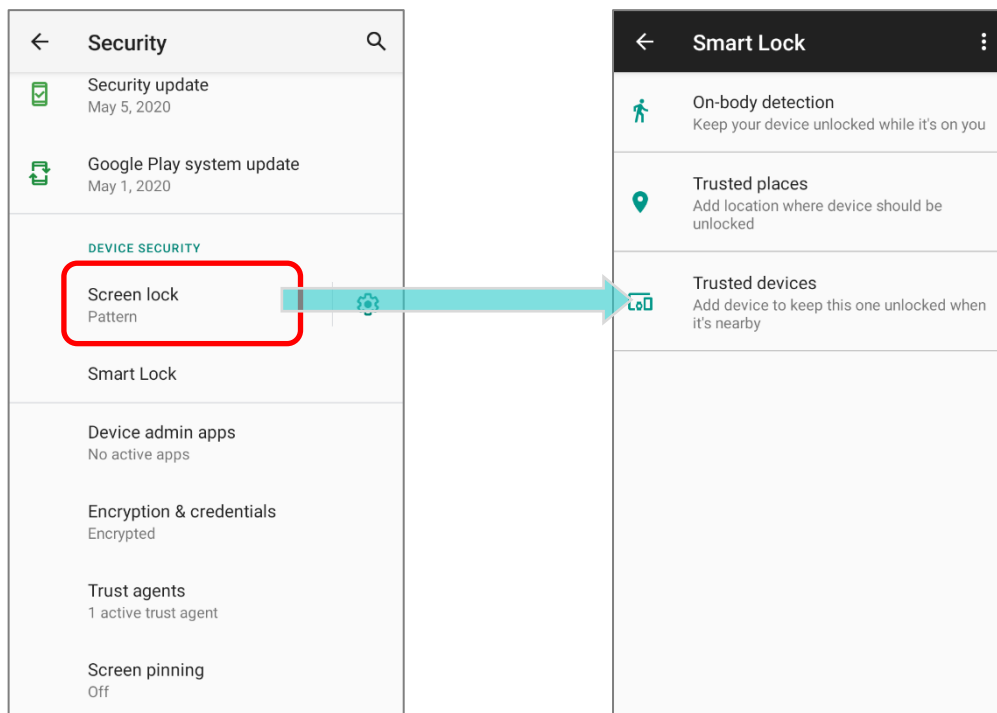 Security
Security update
May 5, 2020
Google Play system update
May 1, 2020
DEVICE SECURITY
Screen lock
Pattern
Smart Lock
Device admin apps
No active apps
Encryption & credentials
Encrypted
Trust agents
1 active trust agent
Screen pinning
Off
Smart Lock
On-body detection
Keep your device unlocked while it's on you
Trusted places
Add location where device should be
unlocked
Trusted devices
Add device to keep this one unlocked when
it's nearby